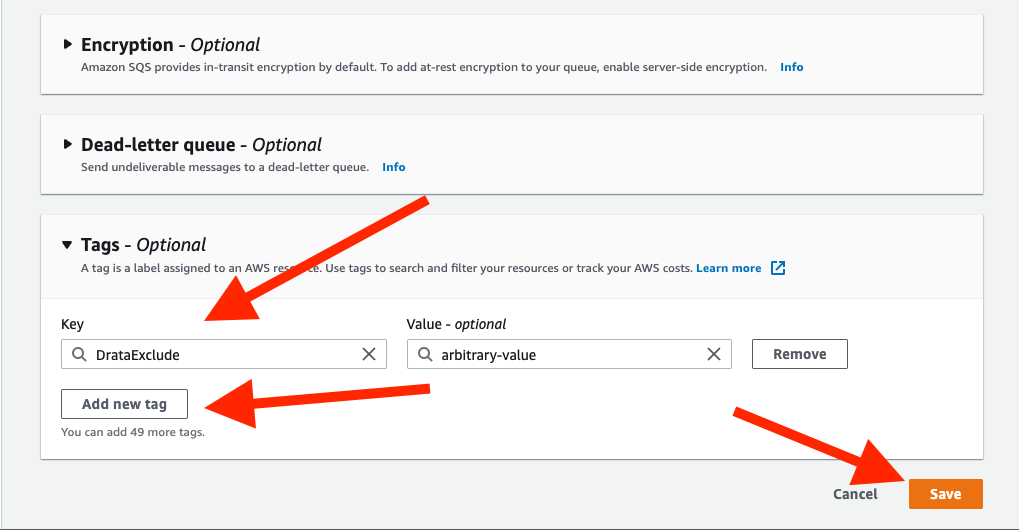 Encryption - Optional
Amazon SQS provides in-transit encryption by default. To add at-rest encryption to your queue, enable server-side encryption. Info
Dead-letter queue - Optional
Send undeliverable messages to a dead-letter queue. Info
Tags - Optional
A tag is a label assigned to an AWS resource. Use tags to search and filter your resources or track your AWS costs. Learn more
Key
Value - optional
DrataExclude
arbitrary-value
Remove
Add new tag
You can add 49 more tags.
Cancel
Save